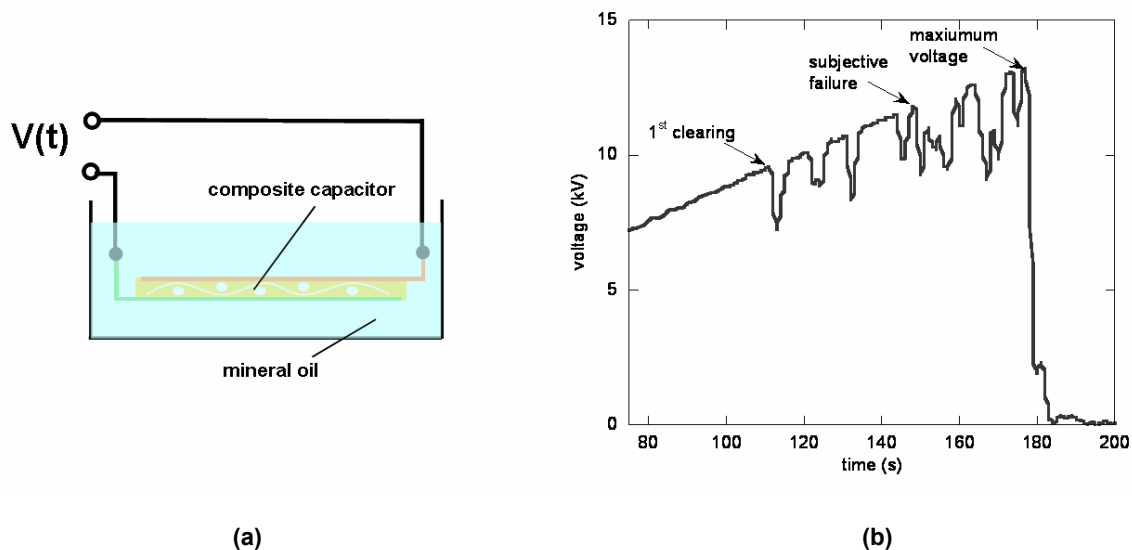 V(t)
composite capacitor
mineral oil
(a)
15
10
5
0
voltage (kV)
80 100 120 140 160 180 200
time (s)
1st clearing
subjective
failure
maxiumum
voltage
(b)